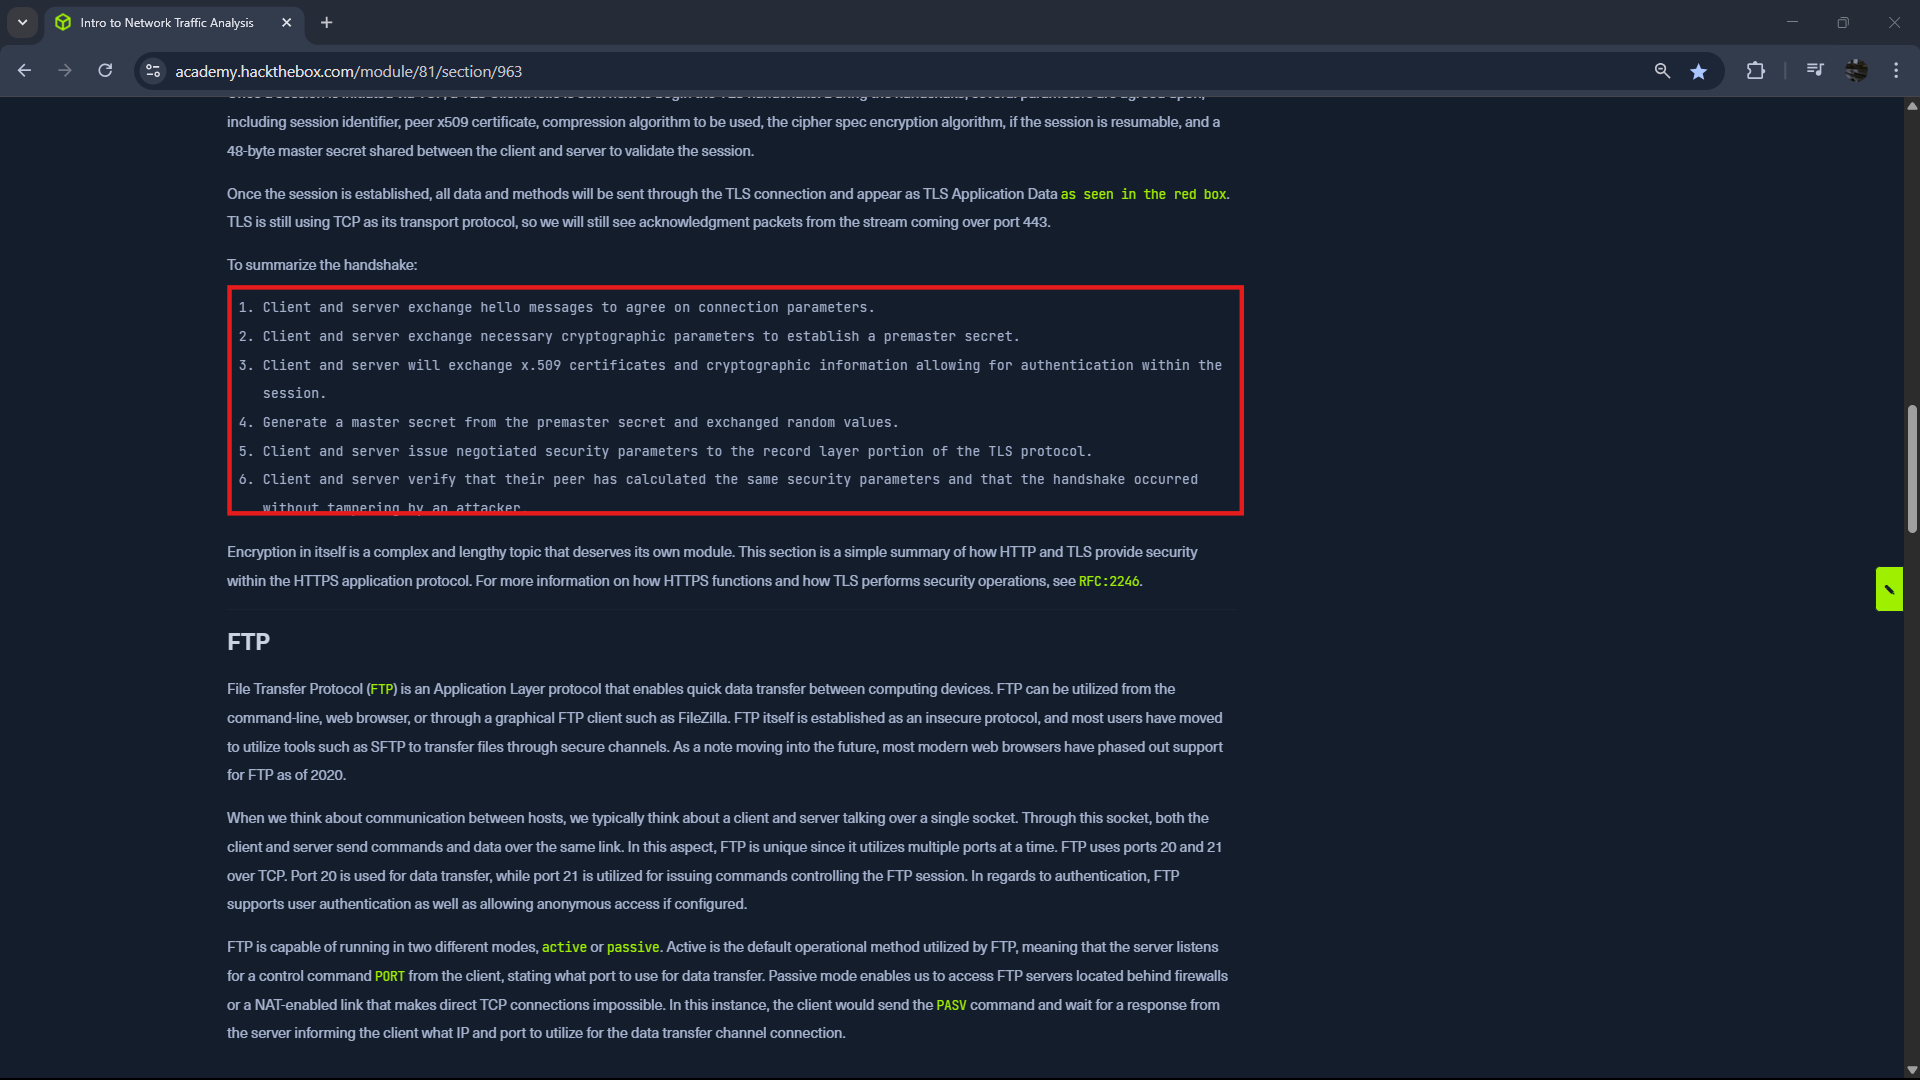 Intro to Network Traffic Analysis
academy.hackthebox.com/module/81/section/963
including session identifier, peer x509 certificate, compression algorithm to be used, the cipher spec encryption algorithm, if the session is resumable, and a
48-byte master secret shared between the client and server to validate the session.
Once the session is established, all data and methods will be sent through the TLS connection and appear as TLS Application Data as seen in the red box.
TLS is still using TCP as its transport protocol, so we will still see acknowledgment packets from the stream coming over port 443.
To summarize the handshake:
1. Client and server exchange hello messages to agree on connection parameters.
2. Client and server exchange necessary cryptographic parameters to establish a premaster secret.
3. Client and server will exchange x.509 certificates and cryptographic information allowing for authentication within the
session.
4. Generate a master secret from the premaster secret and exchanged random values.
5. Client and server issue negotiated security parameters to the record layer portion of the TLS protocol.
6. Client and server verify that their peer has calculated the same security parameters and that the handshake occurred
without tampering by an attacker.
Encryption in itself is a complex and lengthy topic that deserves its own module. This section is a simple summary of how HTTP and TLS provide security
within the HTTPS application protocol. For more information on how HTTPS functions and how TLS performs security operations, see RFC:2246.
FTP
File Transfer Protocol (FTP) is an Application Layer protocol that enables quick data transfer between computing devices. FTP can be utilized from the
command-line, web browser, or through a graphical FTP client such as FileZilla. FTP itself is established as an insecure protocol, and most users have moved
to utilize tools such as SFTP to transfer files through secure channels. As a note moving into the future, most modern web browsers have phased out support
for FTP as of 2020.
When we think about communication between hosts, we typically think about a client and server talking over a single socket. Through this socket, both the
client and server send commands and data over the same link. In this aspect, FTP is unique since it utilizes multiple ports at a time. FTP uses ports 20 and 21
over TCP. Port 20 is used for data transfer, while port 21 is utilized for issuing commands controlling the FTP session. In regards to authentication, FTP
supports user authentication as well as allowing anonymous access if configured.
FTP is capable of running in two different modes, active or passive. Active is the default operational method utilized by FTP, meaning that the server listens
for a control command PORT from the client, stating what port to use for data transfer. Passive mode enables us to access FTP servers located behind firewalls
or a NAT-enabled link that makes direct TCP connections impossible. In this instance, the client would send the PASV command and wait for a response from
the server informing the client what IP and port to utilize for the data transfer channel connection.